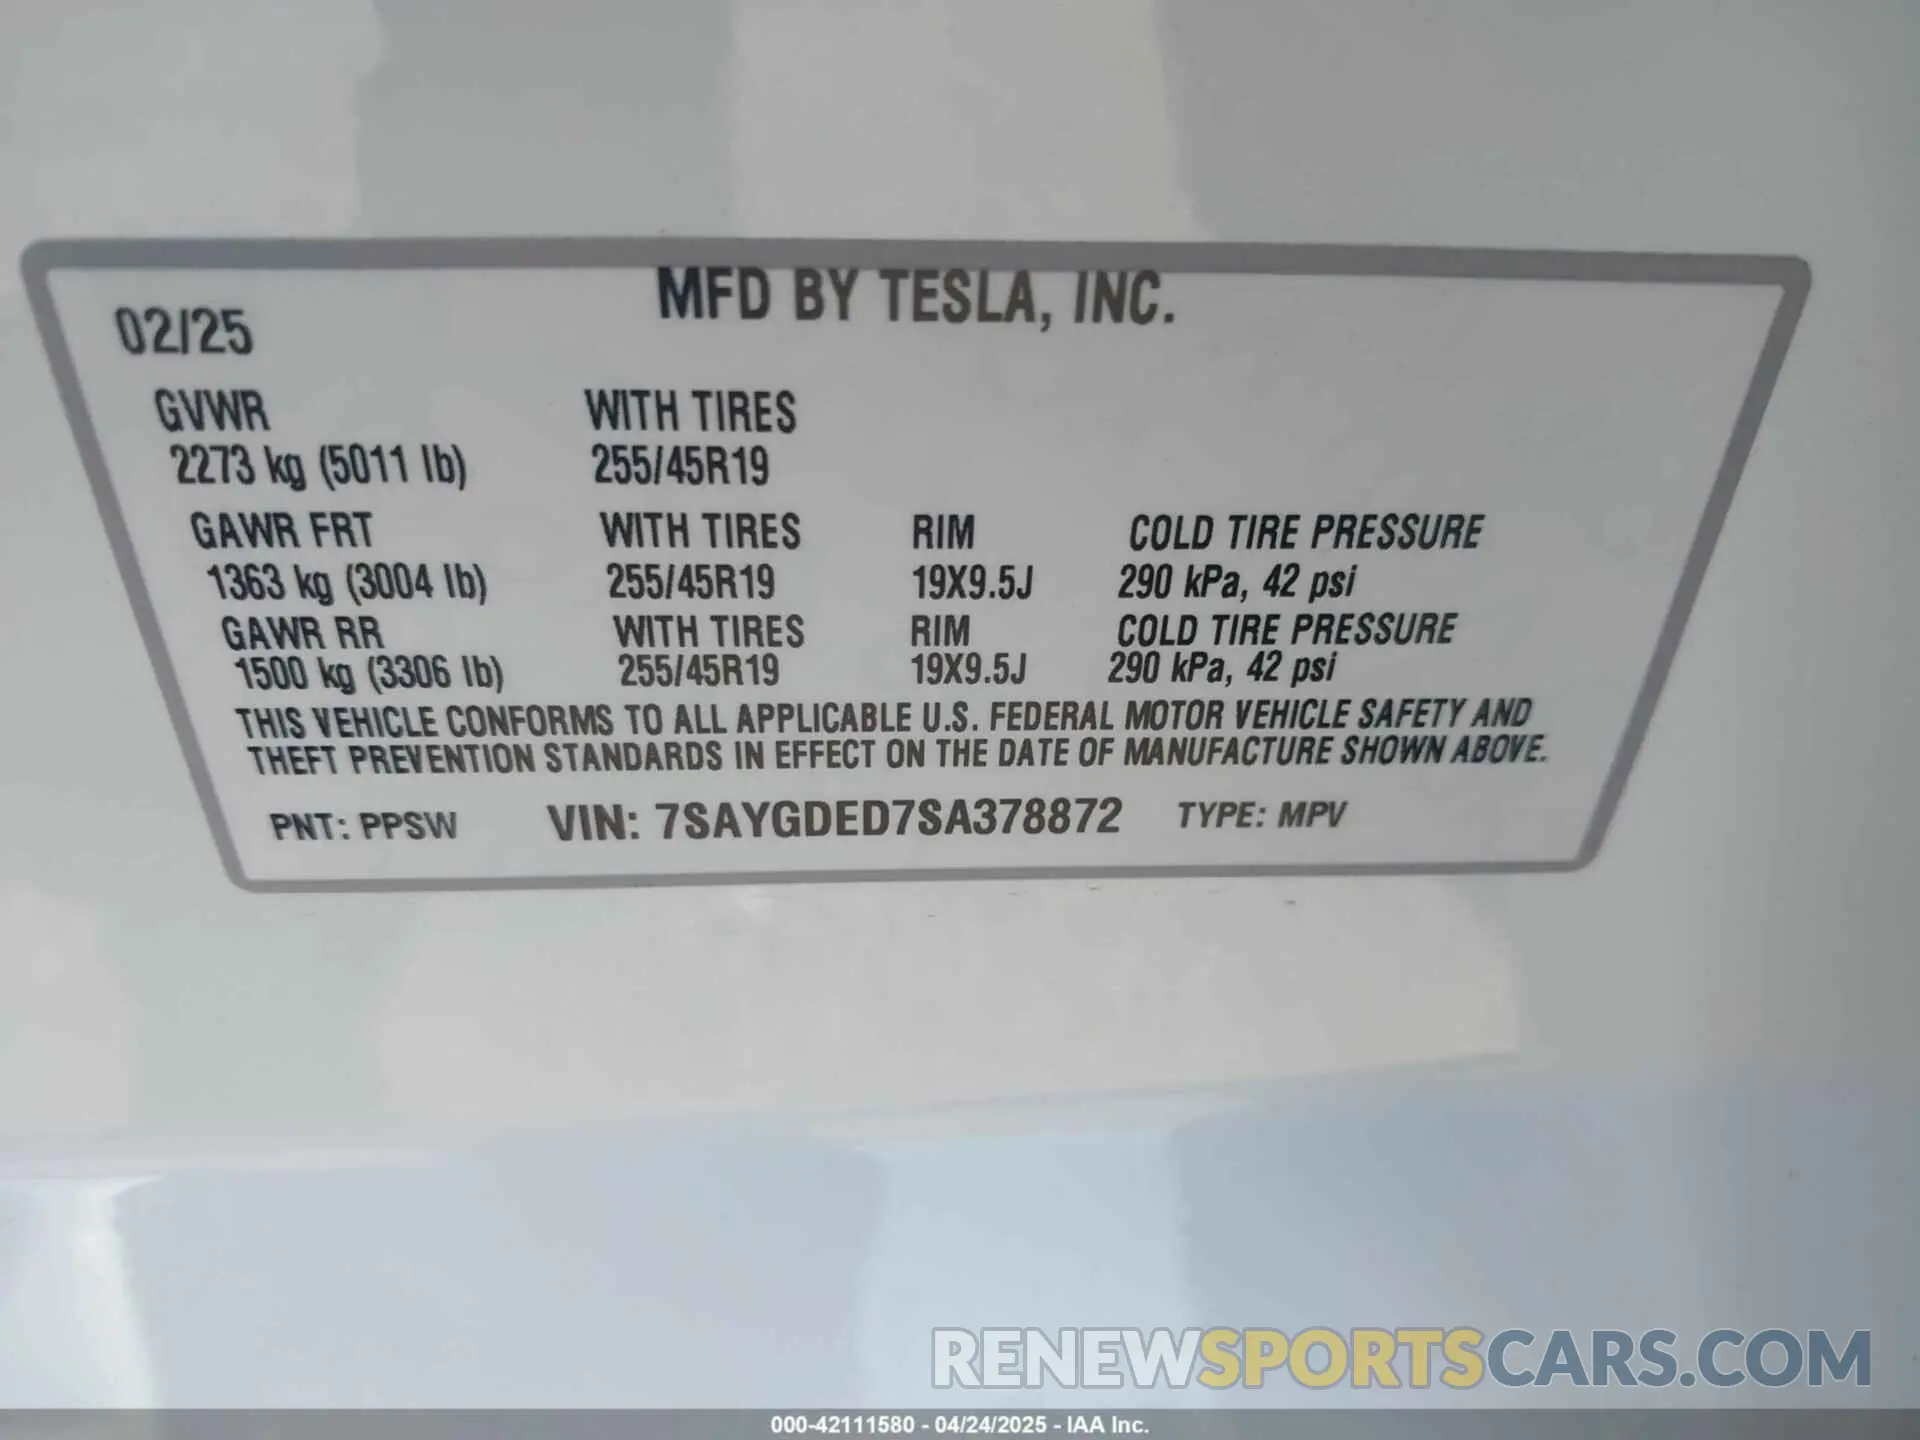 MFD BY TESLA, INC.
02/25
GVWR WITH TIRES
2273 kg (5011 lb) 255/45R19
GAWR FRT WITH TIRES RIM COLD TIRE PRESSURE
1363 kg (3004 lb) 255/45R19 19X9.5J 290 kPa, 42 psi
GAWR RR WITH TIRES RIM COLD TIRE PRESSURE
1500 kg (3306 lb) 255/45R19 19X9.5J 290 kPa, 42 psi
THIS VEHICLE CONFORMS TO ALL APPLICABLE U.S. FEDERAL MOTOR VEHICLE SAFETY AND
THEFT PREVENTION STANDARDS IN EFFECT ON THE DATE OF MANUFACTURE SHOWN ABOVE.
PNT: PPSW VIN: 7SAYGDED7SA378872 TYPE: MPV
RENEWSPORTSCARS.COM
000-42111580 - 04/24/2025 - IAA Inc.